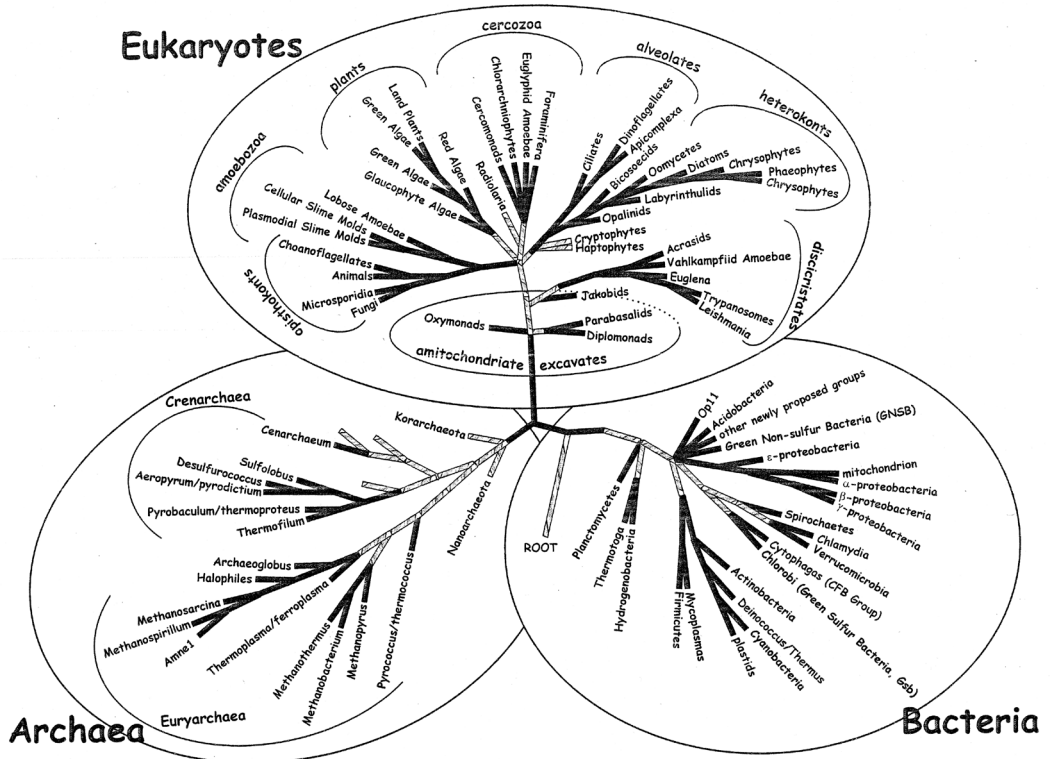 Eukaryotes
cercozoa
alveolates
plants
heterokonts
amoebozoa
opisthokonts
discicristates
Land Plants
Green Algae
Red Algae
Green Algae
Glaucophyte Algae
Radiolaria
Cercomonads
Chlorarchniophytes
Euglyphid Amoebae
Foraminifera
Ciliates
Dinoflagellates
Apicomplexa
Bicosoecids
Oomycetes
Diatoms
Chrysophytes
Phaeophytes
Chrysophytes
Labyrinthulids
Opalinids
Cryptophytes
Haptophytes
Lobose Amoebae
Cellular Slime Molds
Plasmodial Slime Molds
Choanoflagellates
Animals
Microsporidia
Fungi
Acrasids
Vahlkampfiid Amoebae
Euglena
Trypanosomes
Leishmania
Jakobids
Oxymonads
Parabasalids
Diplomonads
amitochondriate excavates
Crenarchaea
Korarchaeota
Cenarchaeum
Sulfolobus
Desulfurococcus
Aeropyrum/pyrodictium
Pyrobaculum/thermoproteus
Thermofilum
Nanoarchaeota
Archaeoglobus
Halophiles
Methanosarcina
Methanospirillum
Amne1
Thermoplasma/ferroplasma
Methanothermus
Methanobacterium
Methanopyrus
Pyrococcus/thermococcus
Euryarchaea
Archaea
ROOT
Op11
Acidobacteria
other newly proposed groups
Green Non-sulfur Bacteria (GNSB)
ε-proteobacteria
mitochondrion
α-proteobacteria
β-proteobacteria
γ-proteobacteria
Spirochaetes
Chlamydia
Verrucomicrobia
Cytophagas (CFB Group)
Chlorobi (Green Sulfur Bacteria, Gsb)
Planctomycetes
Thermotoga
Hydrogenobacteria
Mycoplasmas
Firmicutes
Actinobacteria
Deinococcus/Thermus
Cyanobacteria
plastids
Bacteria